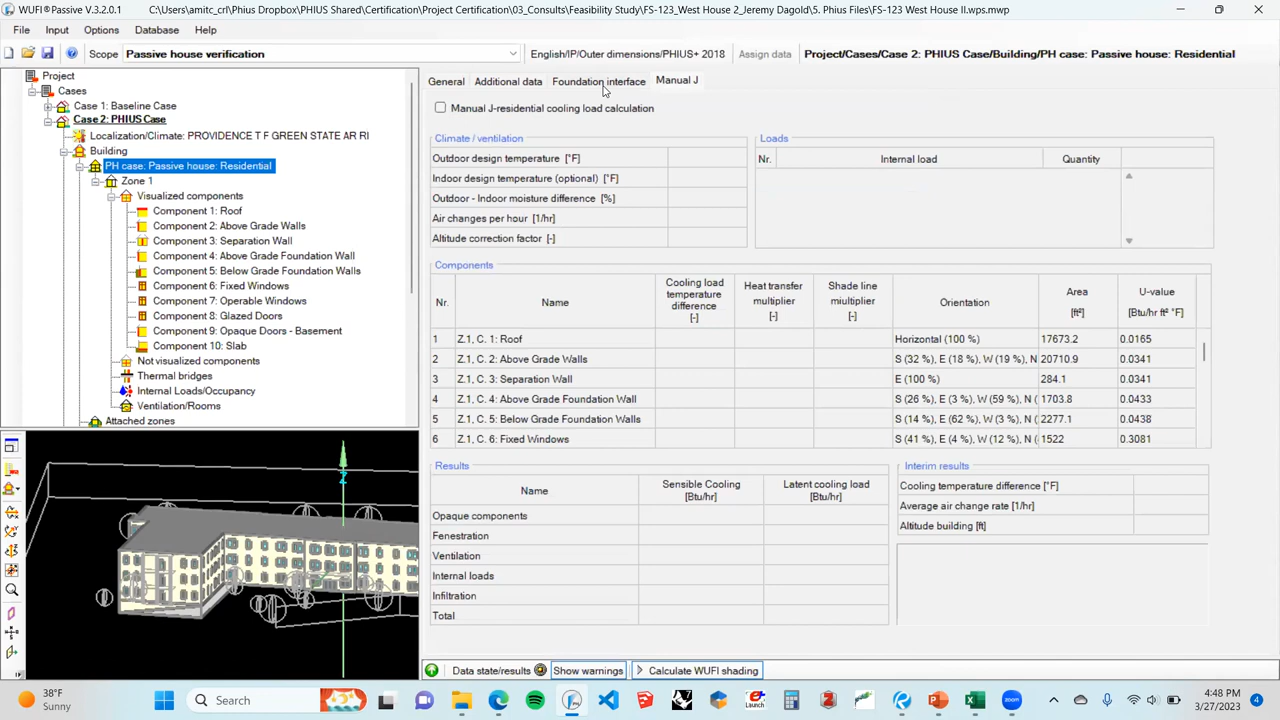 WUFI®Passive V.3.2.0.1 C:\Users\amitc_crl\Phius Dropbox\PHIUS Shared\Certification\Project Certification\03_Consults\Feasibility Study\FS-123_West House 2_Jeremy Dagold\5. Phius Files\FS-123 West House II.wps.mwp
File Input Options Database Help
Scope Passive house verification English/IP/Outer dimensions/PHIUS+ 2018 Assign data Project/Cases/Case 2: PHIUS Case/Building/PH case: Passive house: Residential
Project
Cases
Case 1: Baseline Case
Case 2: PHIUS Case
Localization/Climate: PROVIDENCE T F GREEN STATE AR RI
Building
PH case: Passive house: Residential
Zone 1
Visualized components
Component 1: Roof
Component 2: Above Grade Walls
Component 3: Separation Wall
Component 4: Above Grade Foundation Wall
Component 5: Below Grade Foundation Walls
Component 6: Fixed Windows
Component 7: Operable Windows
Component 8: Glazed Doors
Component 9: Opaque Doors - Basement
Component 10: Slab
Not visualized components
Thermal bridges
Internal Loads/Occupancy
Ventilation/Rooms
Attached zones
Z
General Additional data Foundation interface Manual J
Manual J-residential cooling load calculation
Climate / ventilation
Outdoor design temperature [°F]
Indoor design temperature (optional) [°F]
Outdoor - Indoor moisture difference [%]
Air changes per hour [1/hr]
Altitude correction factor [-]
Loads
Nr. Internal load Quantity
Components
Nr. Name Cooling load temperature difference [-] Heat transfer multiplier [-] Shade line multiplier [-] Orientation Area [ft²] U-value [Btu/hr ft² °F]
1 Z.1, C. 1: Roof Horizontal (100 %) 17673.2 0.0165
2 Z.1, C. 2: Above Grade Walls S (32 %), E (18 %), W (19 %), N 20710.9 0.0341
3 Z.1, C. 3: Separation Wall E (100 %) 284.1 0.0341
4 Z.1, C. 4: Above Grade Foundation Wall S (26 %), E (3 %), W (59 %), N ( 1703.8 0.0433
5 Z.1, C. 5: Below Grade Foundation Walls S (14 %), E (62 %), W (3 %), N ( 2277.1 0.0438
6 Z.1, C. 6: Fixed Windows S (41 %), E (4 %), W (12 %), N ( 1522 0.3081
Results
Name Sensible Cooling [Btu/hr] Latent cooling load [Btu/hr]
Opaque components
Fenestration
Ventilation
Internal loads
Infiltration
Total
Interim results
Cooling temperature difference [°F]
Average air change rate [1/hr]
Altitude building [ft]
Data state/results Show warnings Calculate WUFI shading
38°F
Sunny
Search
Launch
zoom
4:48 PM
3/27/2023
4